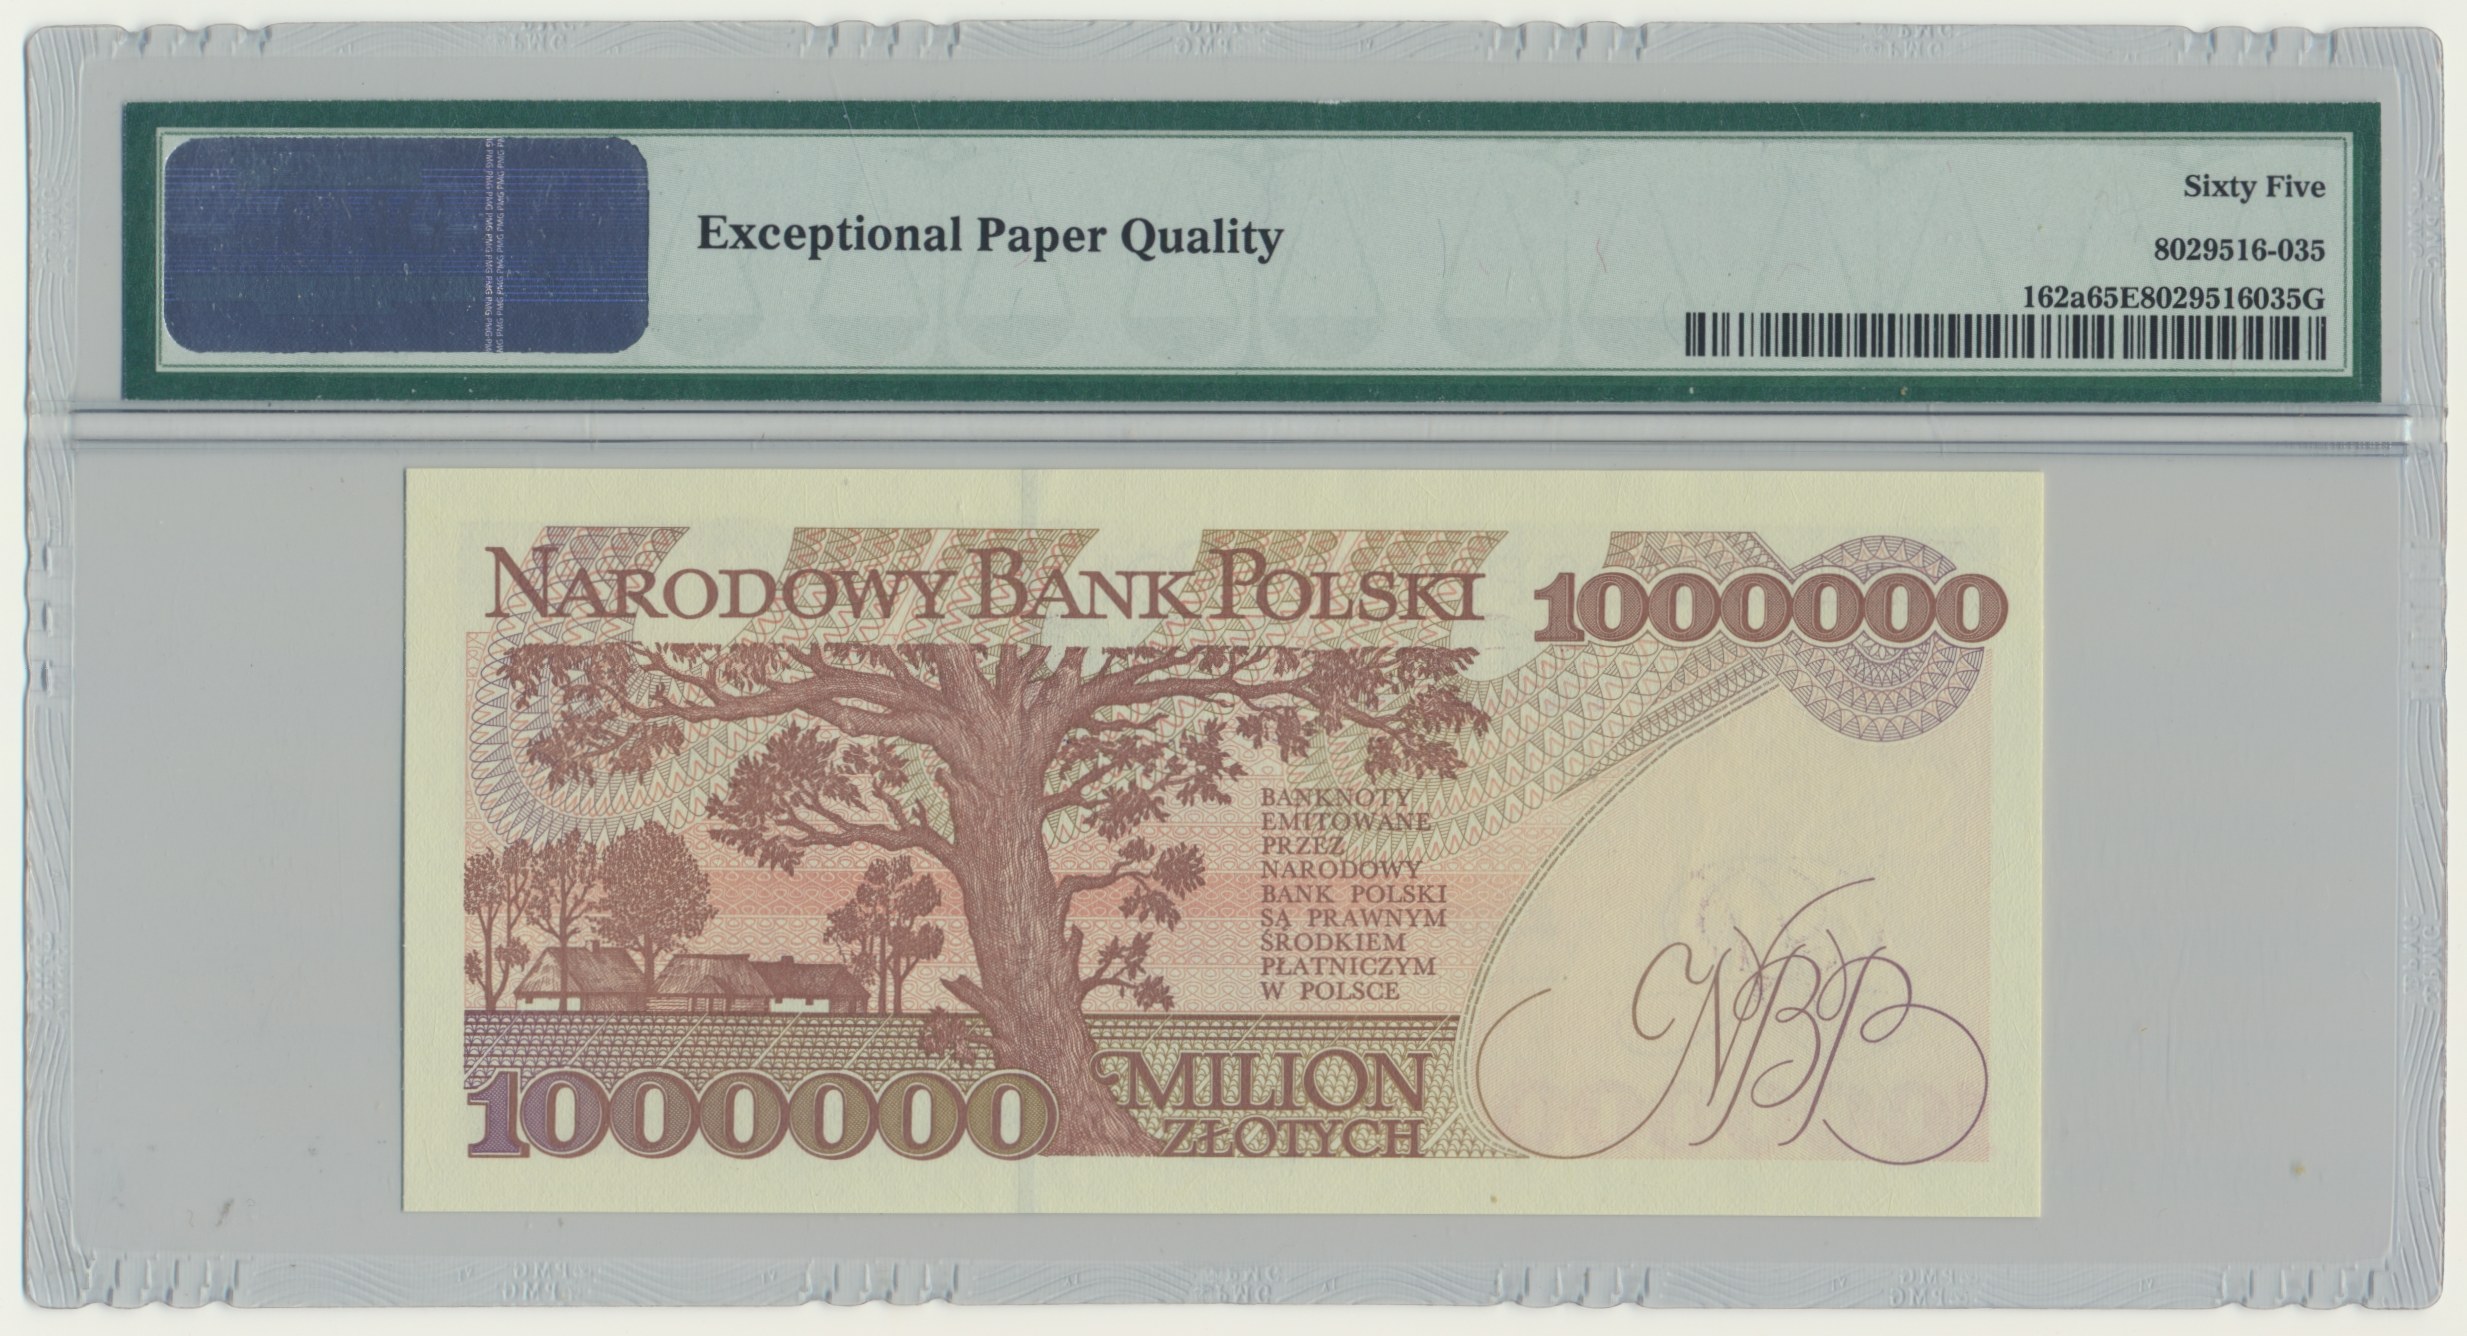 Exceptional Paper Quality
Sixty Five
8029516-035
162a65E8029516035G
NARODOWY BANK POLSKI
1000000
BANKNOTY
EMITOWANE
PRZEZ
NARODOWY
BANK POLSKI
SĄ PRAWNYM
ŚRODKIEM
PŁATNICZYM
W POLSCE
1000000
MILION
ZŁOTYCH
NBP